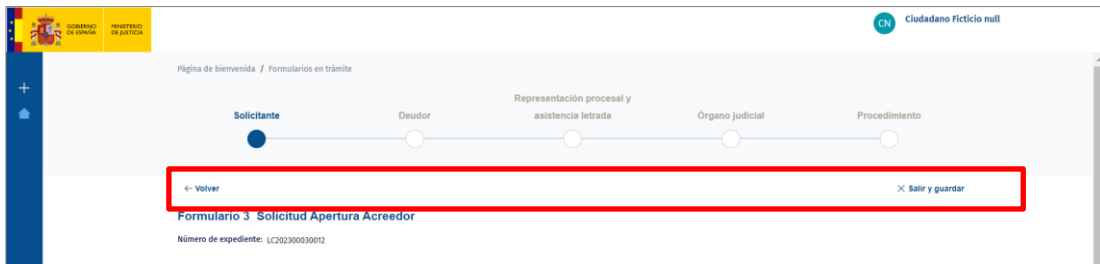 GOBIERNO MINISTERIO
DE ESPAÑA DE JUSTICIA
CN Ciudadano Ficticio null
Página de bienvenida / Formularios en trámite
Solicitante
Deudor
Representación procesal y
asistencia letrada
Órgano judicial
Procedimiento
← Volver
× Salir y guardar
Formulario 3 Solicitud Apertura Acreedor
Número de expediente: LC202300030012